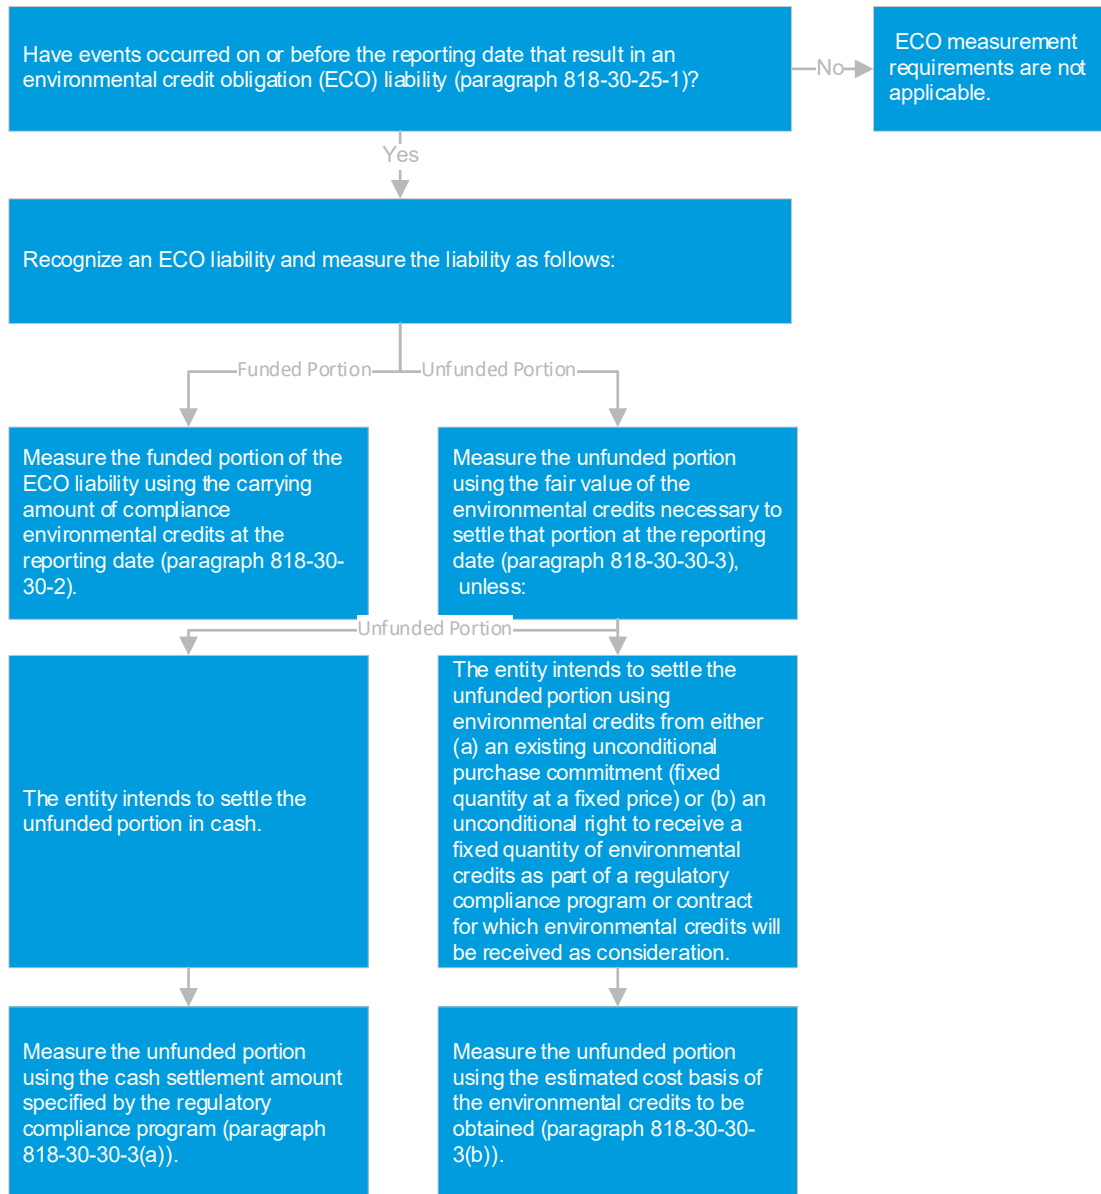 Have events occurred on or before the reporting date that result in an
environmental credit obligation (ECO) liability (paragraph 818-30-25-1)?
No
ECO measurement
requirements are not
applicable.
Yes
Recognize an ECO liability and measure the liability as follows:
Funded Portion
Unfunded Portion
Measure the funded portion of the
ECO liability using the carrying
amount of compliance
environmental credits at the
reporting date (paragraph 818-30-
30-2).
Measure the unfunded portion
using the fair value of the
environmental credits necessary to
settle that portion at the reporting
date (paragraph 818-30-30-3),
unless:
Unfunded Portion
The entity intends to settle the
unfunded portion in cash.
The entity intends to settle the
unfunded portion using
environmental credits from either
(a) an existing unconditional
purchase commitment (fixed
quantity at a fixed price) or (b) an
unconditional right to receive a
fixed quantity of environmental
credits as part of a regulatory
compliance program or contract
for which environmental credits will
be received as consideration.
Measure the unfunded portion
using the cash settlement amount
specified by the regulatory
compliance program (paragraph
818-30-30-3(a)).
Measure the unfunded portion
using the estimated cost basis of
the environmental credits to be
obtained (paragraph 818-30-30-
3(b)).